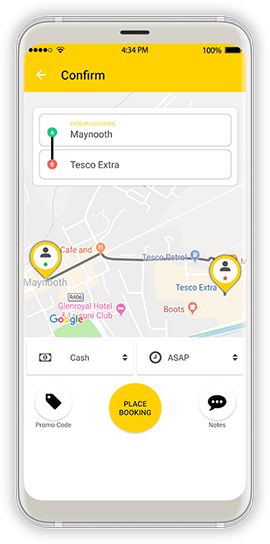 4:34 PM
100%
Confirm
PICKUP LOCATION
A
Maynooth
B
Tesco Extra
Cafe and
Tesco Petrol
Maynooth
Tesco Extra
R406
Glenroyal Hotel
& Leisure Club
Boots
Google
Cash
ASAP
PLACE
BOOKING
Promo Code
Notes